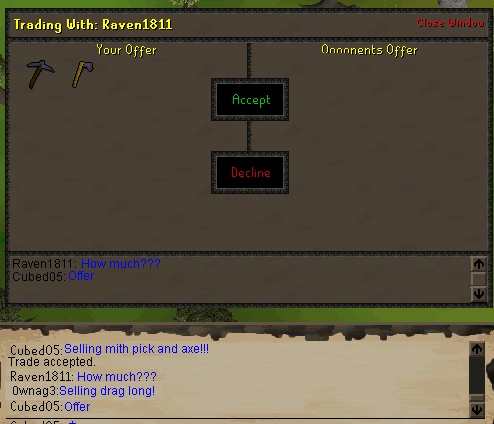 Trading With: Raven1811
Close Window
Your Offer
Opponents Offer
Accept
Decline
Raven1811: How much???
Cubed05: Offer
Cubed05: Selling mith pick and axe!!!
Trade accepted.
Raven1811: How much???
0wnag3: Selling drag long!
Cubed05: Offer